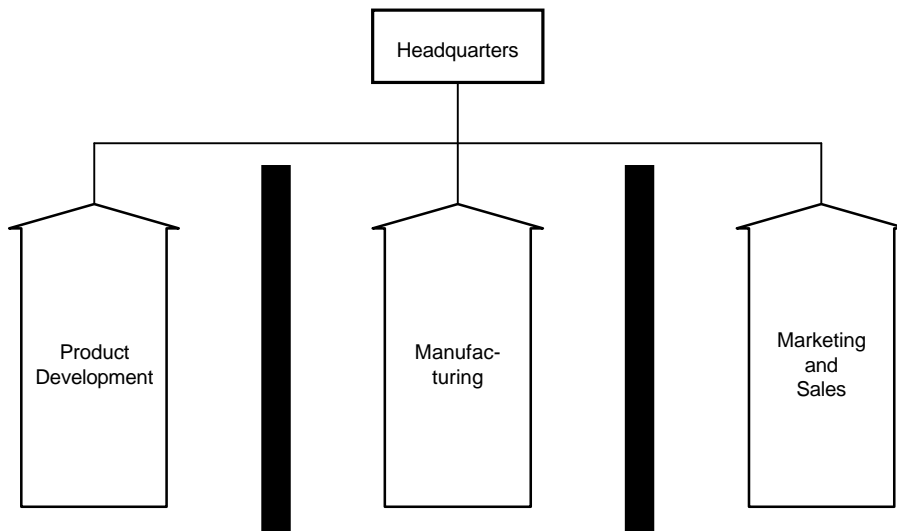 Headquarters
Product
Development
Manufac-
turing
Marketing
and
Sales